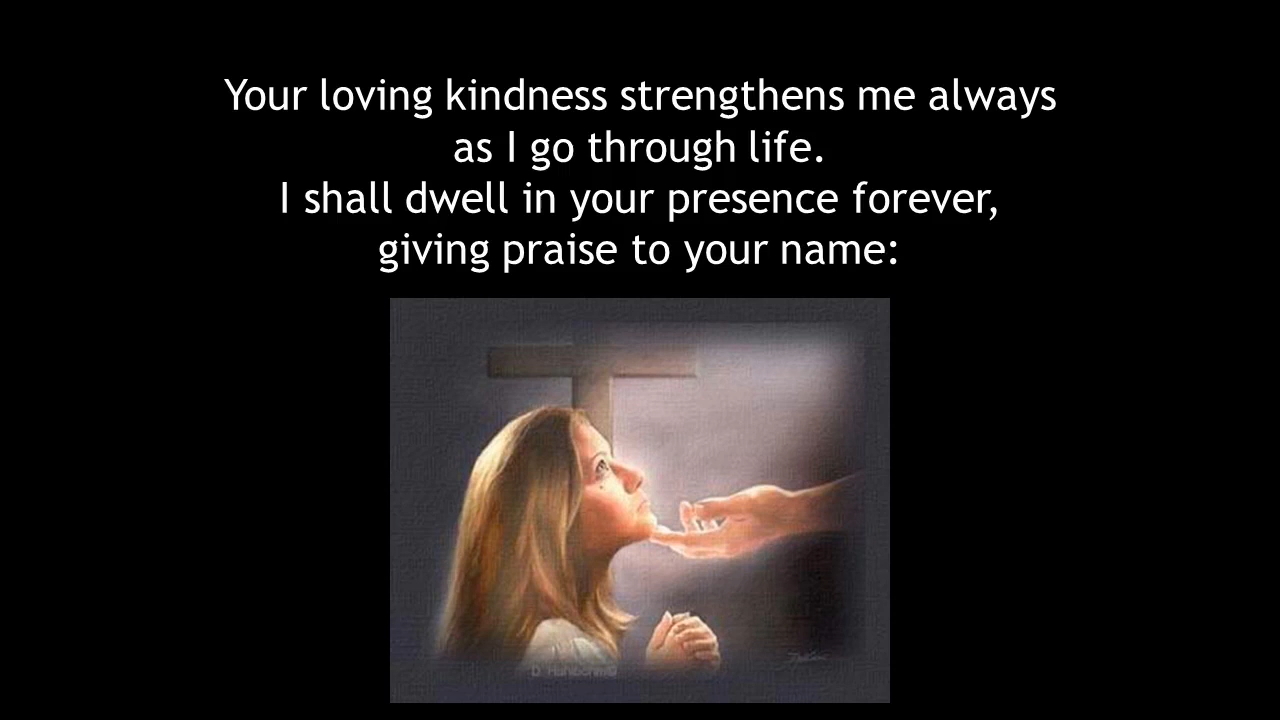 Your loving kindness strengthens me always
as I go through life.
I shall dwell in your presence forever,
giving praise to your name: